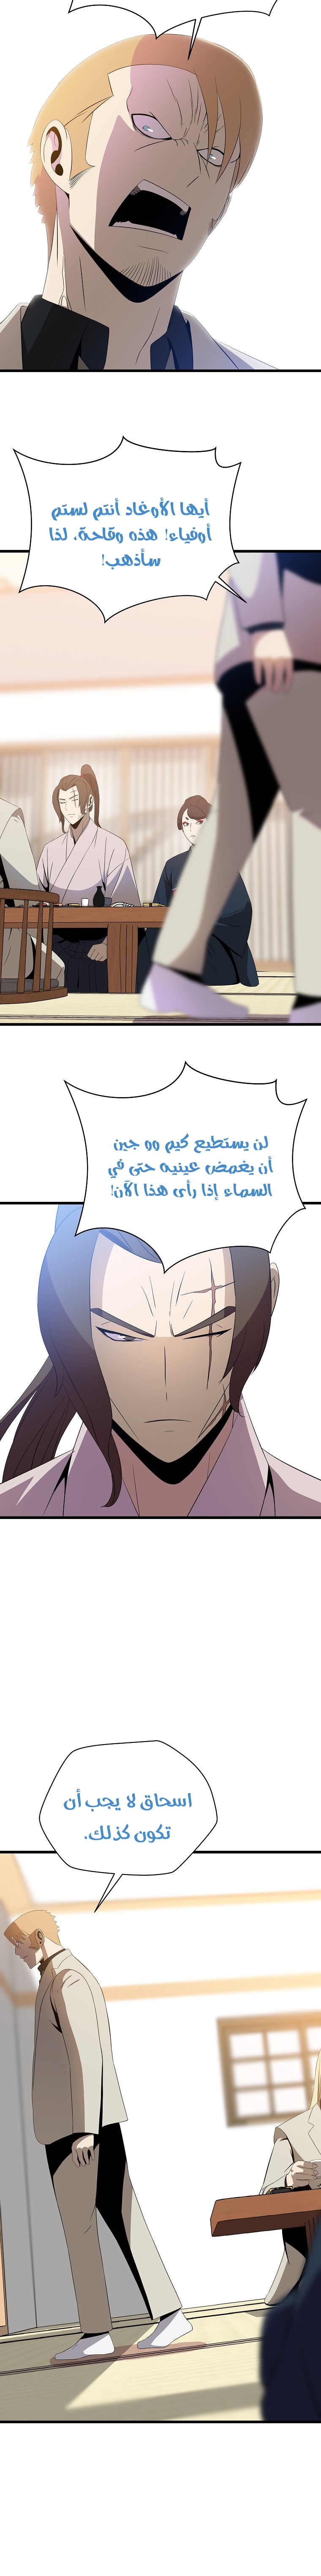 أيها الأوغاد أنتم لستم
أوفياء! هذه وقاحة، لذا
سأذهب!
لن يستطيع كيم وو جين
أن يغمض عينيه حتى في
السماء إذا رأى هذا الآن!
اسحاق لا يجب أن
تكون كذلك.